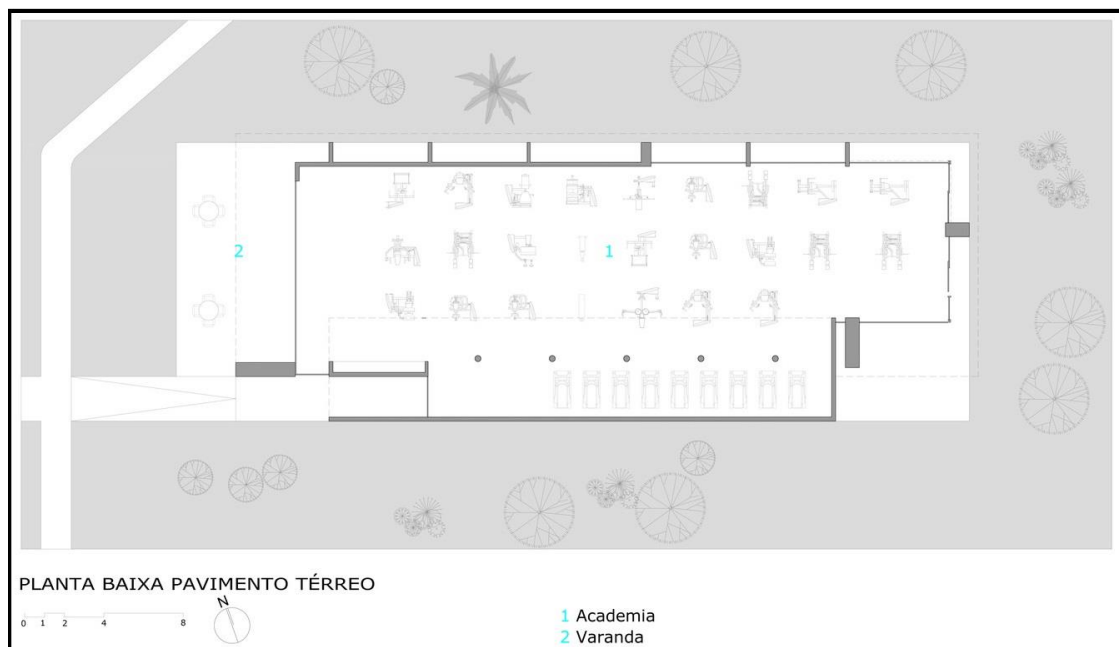 2
1
PLANTA BAIXA PAVIMENTO TÉRREO
0 1 2 4 8
N
1 Academia
2 Varanda